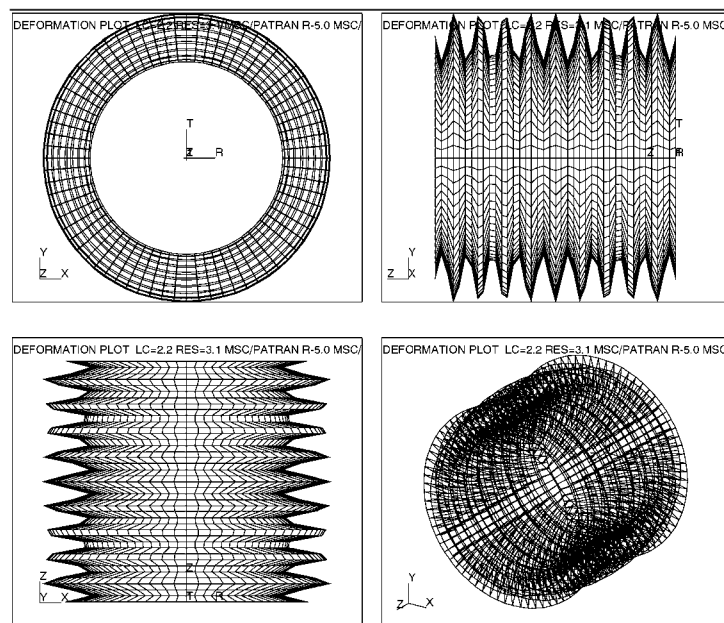 DEFORMATION PLOT LC=2.2 RES=3.1 MSC/PATRAN R-5.0 MSC/
T
Z R
Y
Z X
DEFORMATION PLOT LC=2.2 RES=3.1 MSC/PATRAN R-5.0 MSC/
T
Z R
Y
Z X
DEFORMATION PLOT LC=2.2 RES=3.1 MSC/PATRAN R-5.0 MSC/
Z
T R
Z
Y X
DEFORMATION PLOT LC=2.2 RES=3.1 MSC/PATRAN R-5.0 MSC/
Y
Z X